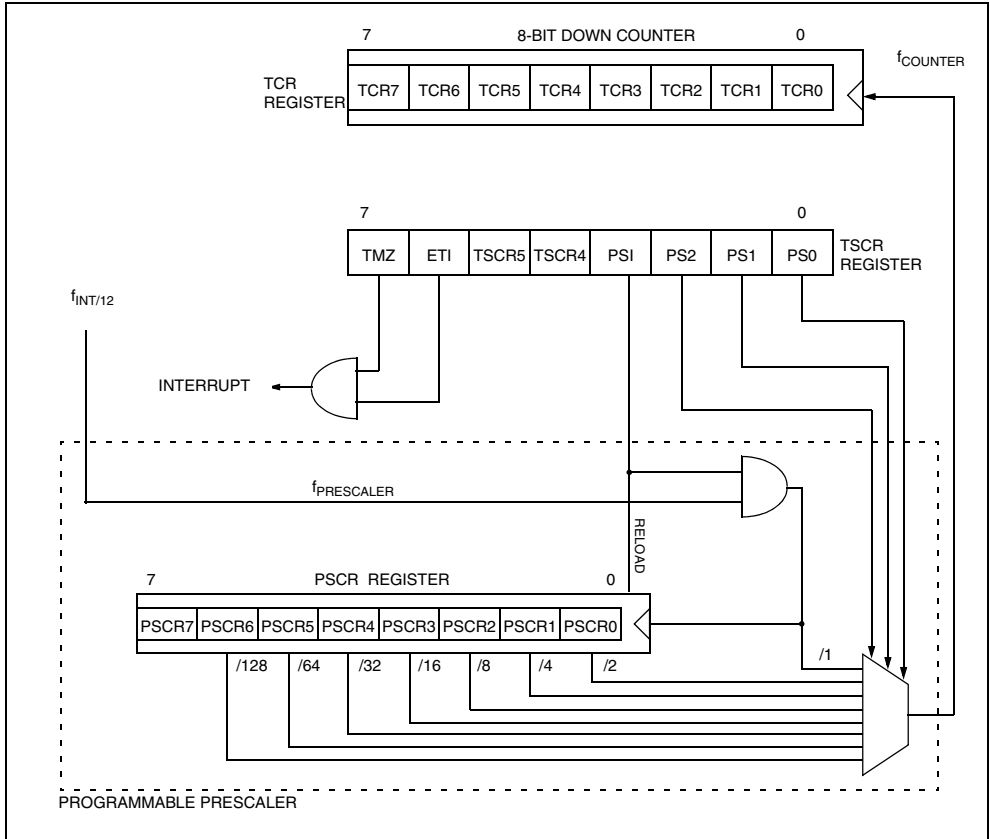 7 8-BIT DOWN COUNTER 0
fCOUNTER
TCR
REGISTER
TCR7 TCR6 TCR5 TCR4 TCR3 TCR2 TCR1 TCR0
7 0
TMZ ETI TSCR5 TSCR4 PSI PS2 PS1 PS0
TSCR
REGISTER
fINT/12
INTERRUPT
fPRESCALER
RELOAD
7 PSCR REGISTER 0
PSCR7 PSCR6 PSCR5 PSCR4 PSCR3 PSCR2 PSCR1 PSCR0
/128 /64 /32 /16 /8 /4 /2 /1
PROGRAMMABLE PRESCALER